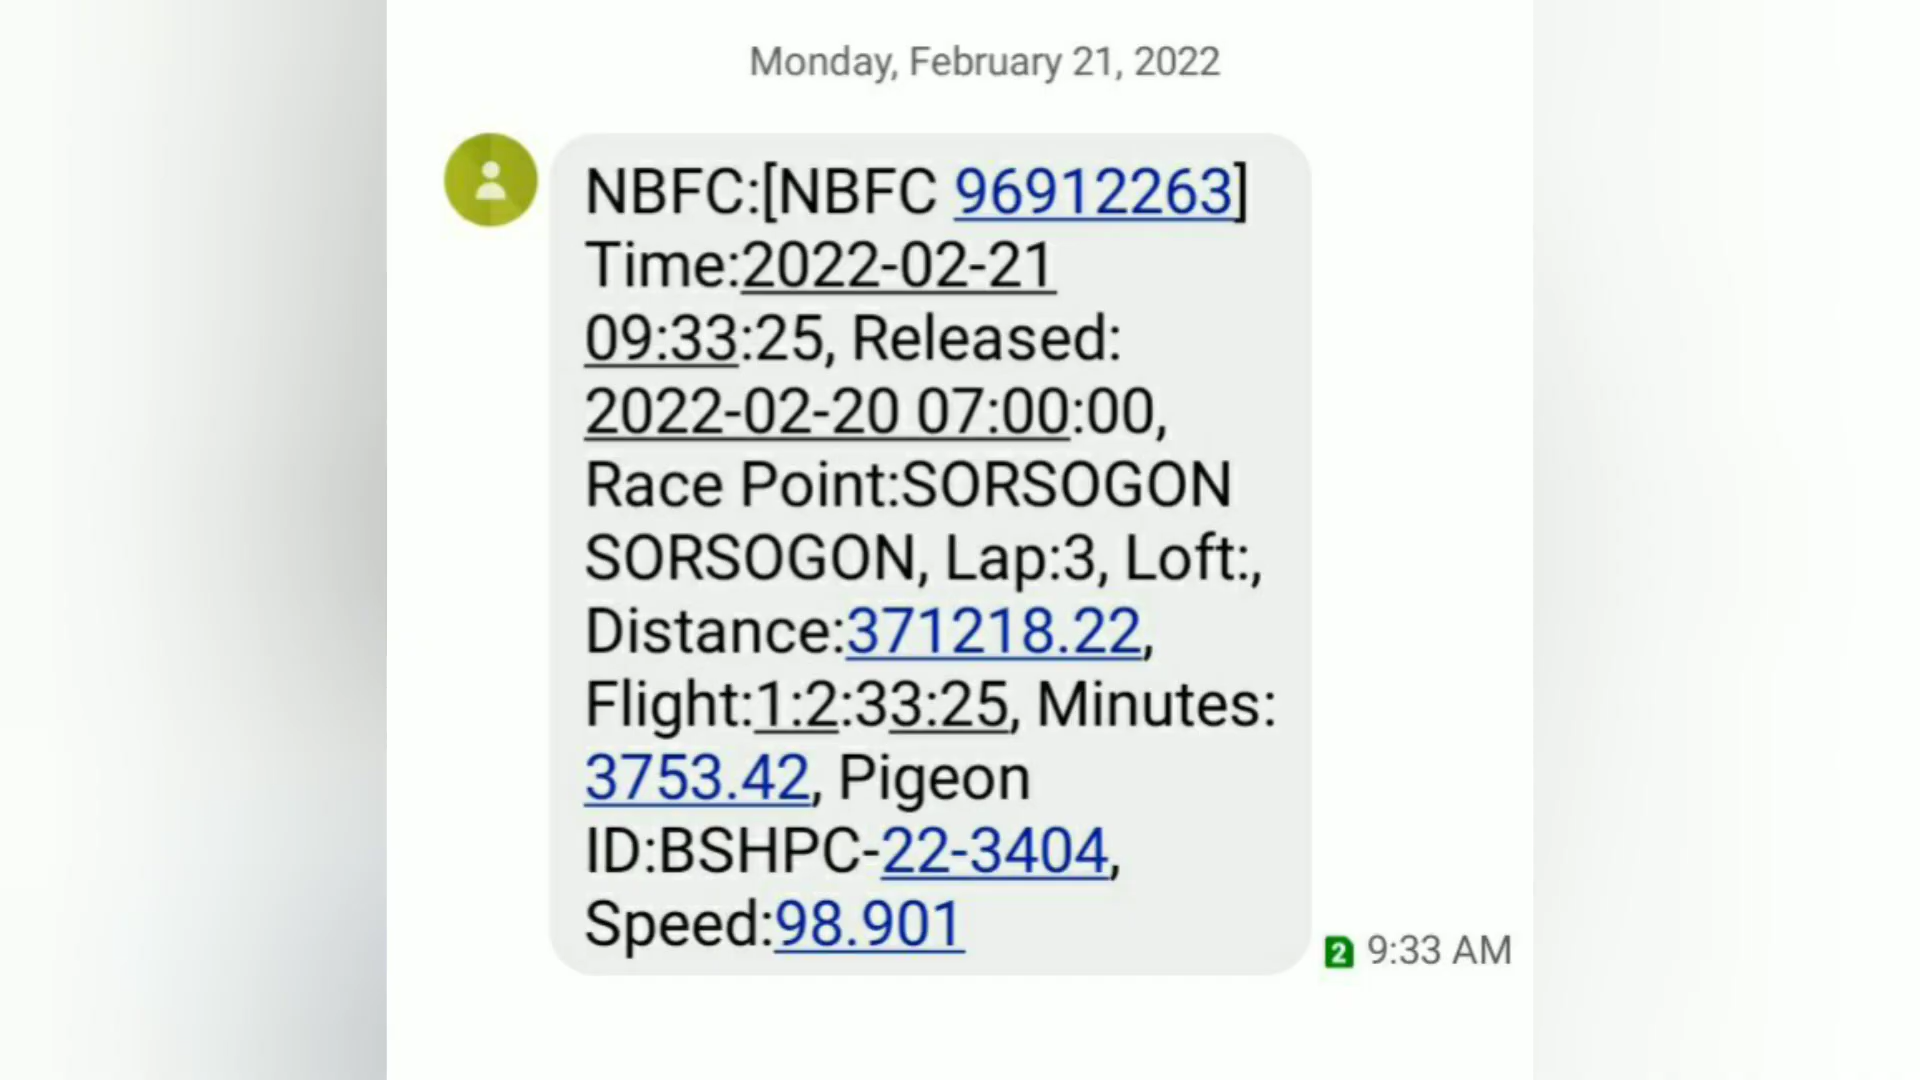 Monday, February 21, 2022
NBFC:[NBFC 96912263]
Time:2022-02-21
09:33:25, Released:
2022-02-20 07:00:00,
Race Point:SORSOGON
SORSOGON, Lap:3, Loft:,
Distance:371218.22,
Flight:1:2:33:25, Minutes:
3753.42, Pigeon
ID:BSHPC-22-3404,
Speed:98.901
2 9:33 AM